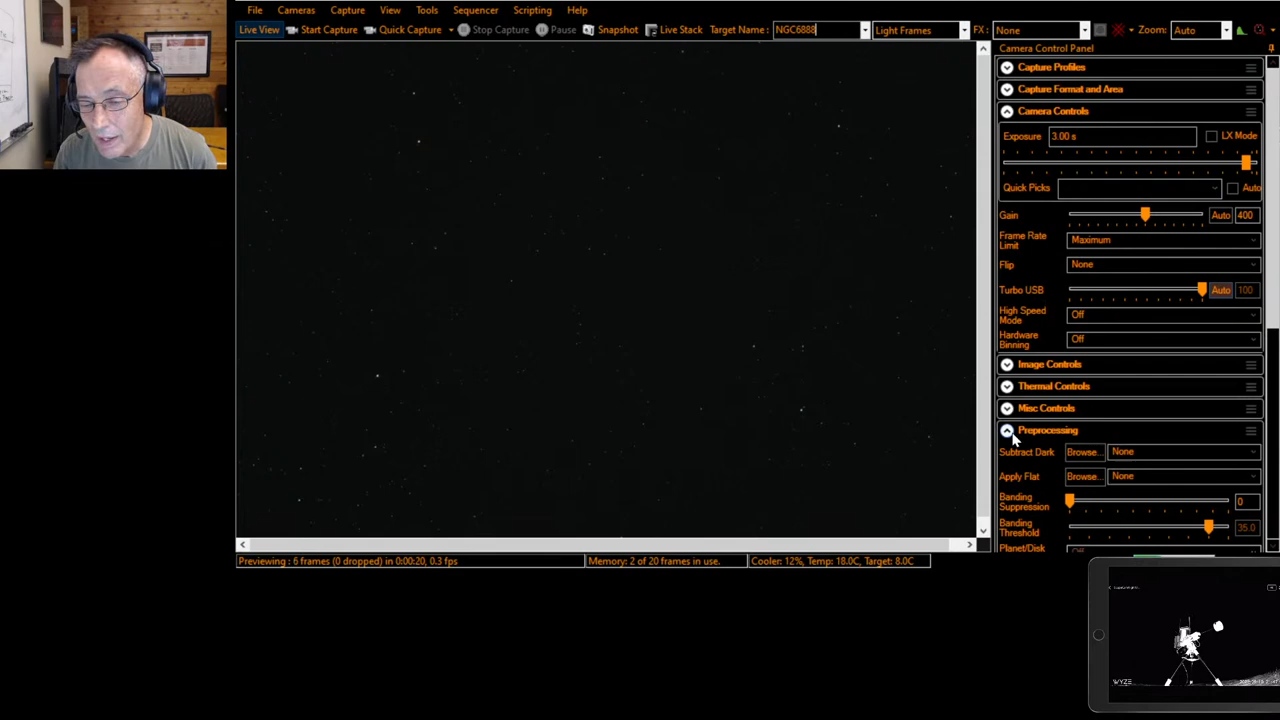 File Cameras Capture View Tools Sequencer Scripting Help
Live View Start Capture Quick Capture Stop Capture Pause Snapshot Live Stack Target Name : NGC6888 Light Frames FX : None Zoom: Auto
Camera Control Panel
Capture Profiles
Capture Format and Area
Camera Controls
Exposure 3.00 s LX Mode
Quick Picks Auto
Gain Auto 400
Frame Rate Limit Maximum
Flip None
Turbo USB Auto 100
High Speed Mode Off
Hardware Binning Off
Image Controls
Thermal Controls
Misc Controls
Preprocessing
Subtract Dark Browse... None
Apply Flat Browse... None
Banding Suppression 0
Banding Threshold 35.0
Planet/Disk Off
Previewing : 6 frames (0 dropped) in 0:00:20, 0.3 fps Memory: 2 of 20 frames in use. Cooler: 12%, Temp: 18.0C, Target: 8.0C
WYZE